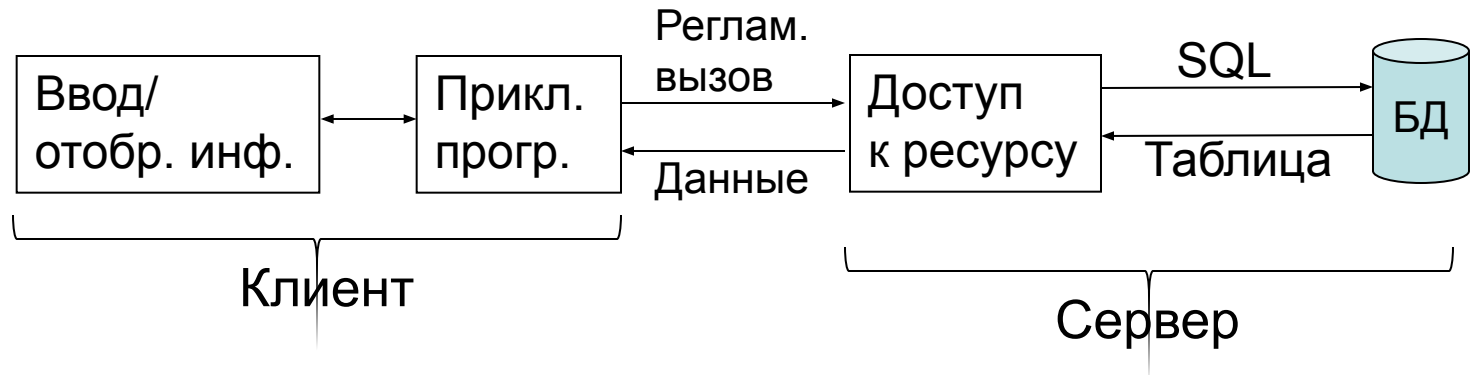 Ввод/
отобр. инф.
Прикл.
прогр.
Реглам.
вызов
Данные
Доступ
к ресурсу
SQL
Таблица
БД
Клиент
Сервер